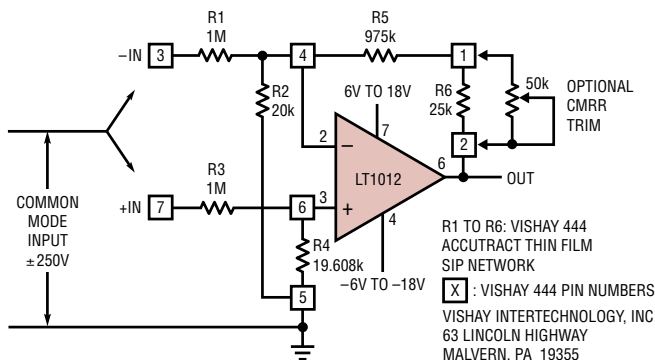 R1
1M
R5
975k
–IN
3
4
1
R2
20k
R6
25k
50k
OPTIONAL
CMRR
TRIM
6V TO 18V
2
7
2
–
LT1012
6
OUT
COMMON
MODE
INPUT
±250V
R3
1M
+IN
7
6
3
+
4
R4
19.608k
–6V TO –18V
5
R1 TO R6: VISHAY 444
ACCUTRACT THIN FILM
SIP NETWORK
X : VISHAY 444 PIN NUMBERS
VISHAY INTERTECHNOLOGY, INC
63 LINCOLN HIGHWAY
MALVERN, PA 19355